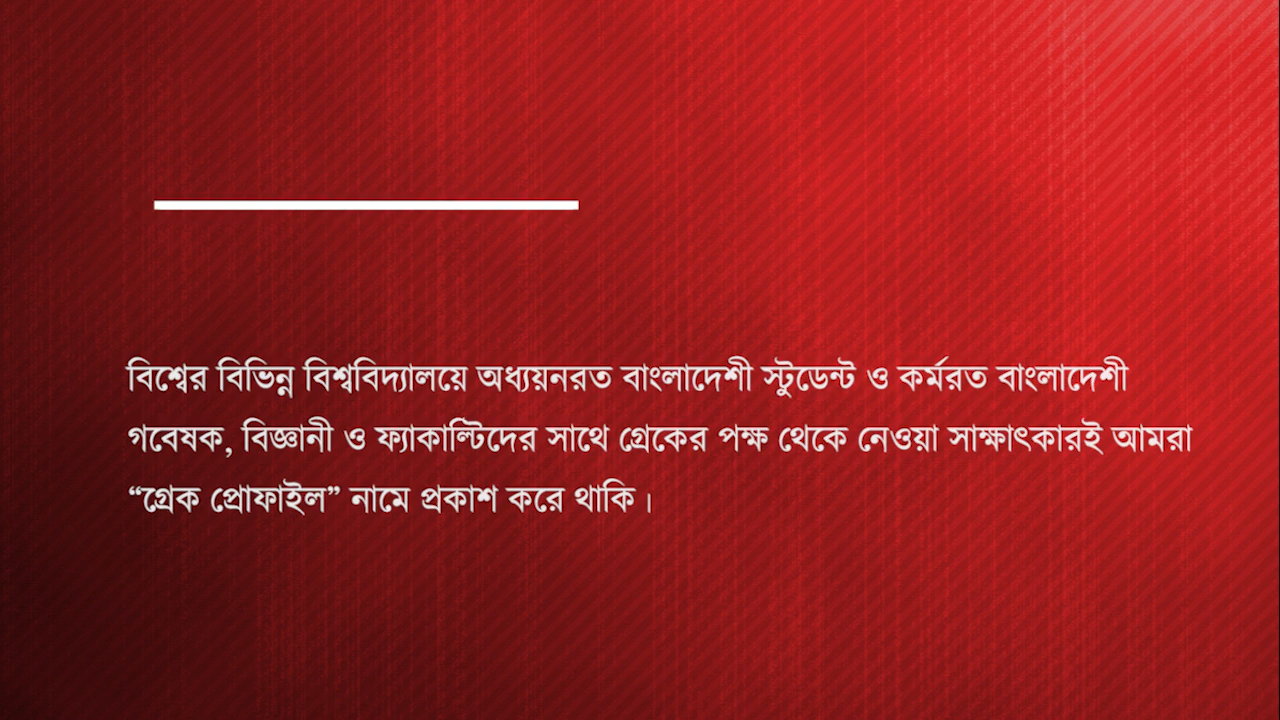 বিশ্বের বিভিন্ন বিশ্ববিদ্যালয়ে অধ্যয়নরত বাংলাদেশী স্টুডেন্ট ও কর্মরত বাংলাদেশী
গবেষক, বিজ্ঞানী ও ফ্যাকাল্টিদের সাথে গ্রেকের পক্ষ থেকে নেওয়া সাক্ষাৎকারই আমরা
“গ্রেক প্রোফাইল” নামে প্রকাশ করে থাকি।